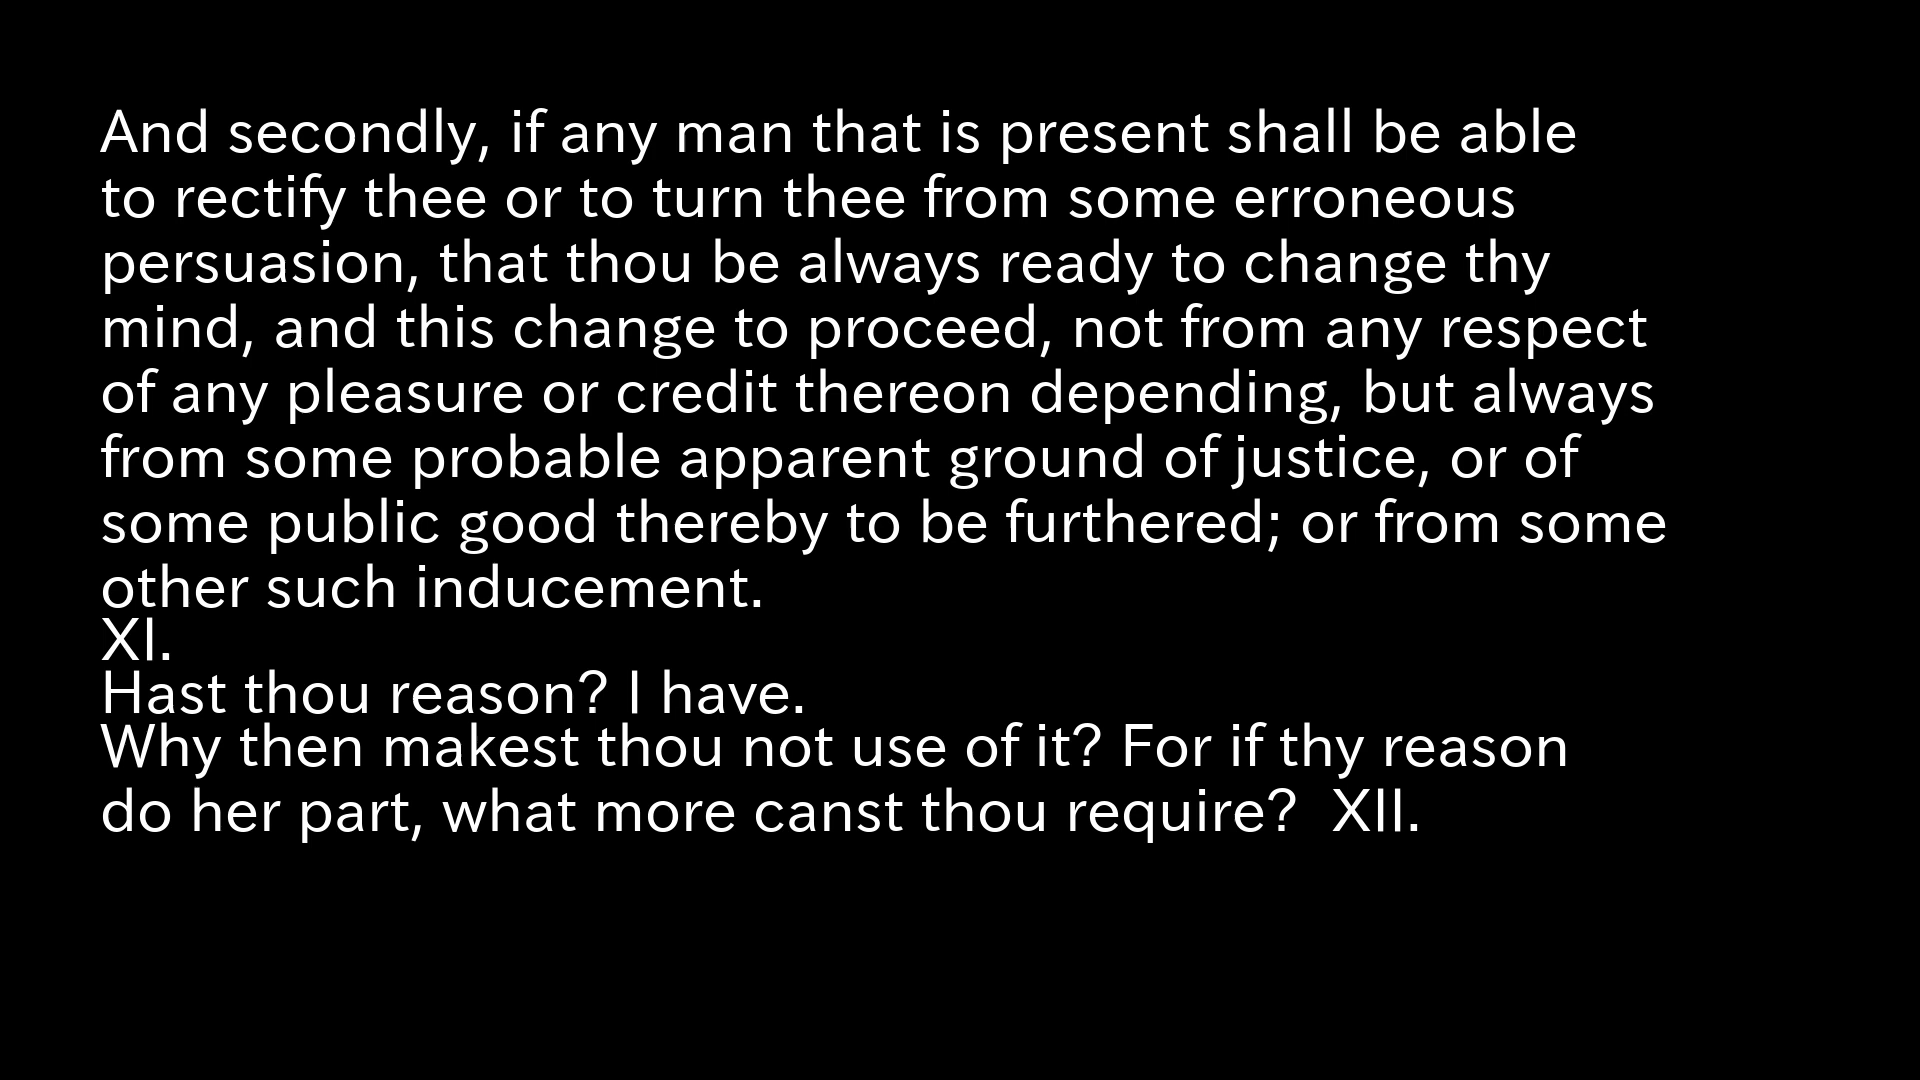 And secondly, if any man that is present shall be able
to rectify thee or to turn thee from some erroneous
persuasion, that thou be always ready to change thy
mind, and this change to proceed, not from any respect
of any pleasure or credit thereon depending, but always
from some probable apparent ground of justice, or of
some public good thereby to be furthered; or from some
other such inducement.
XI.
Hast thou reason? I have.
Why then makest thou not use of it? For if thy reason
do her part, what more canst thou require?  XII.